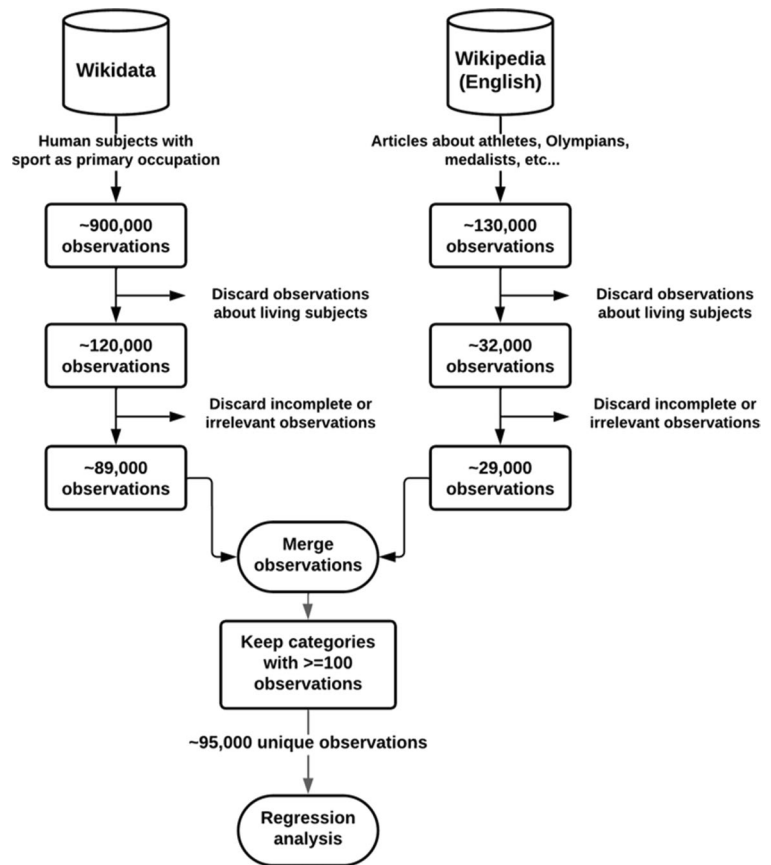 Wikidata
Wikipedia
(English)
Human subjects with
sport as primary occupation
Articles about athletes, Olympians,
medalists, etc...
~900,000
observations
~130,000
observations
Discard observations
about living subjects
Discard observations
about living subjects
~120,000
observations
~32,000
observations
Discard incomplete or
irrelevant observations
Discard incomplete or
irrelevant observations
~89,000
observations
~29,000
observations
Merge
observations
Keep categories
with >=100
observations
~95,000 unique observations
Regression
analysis